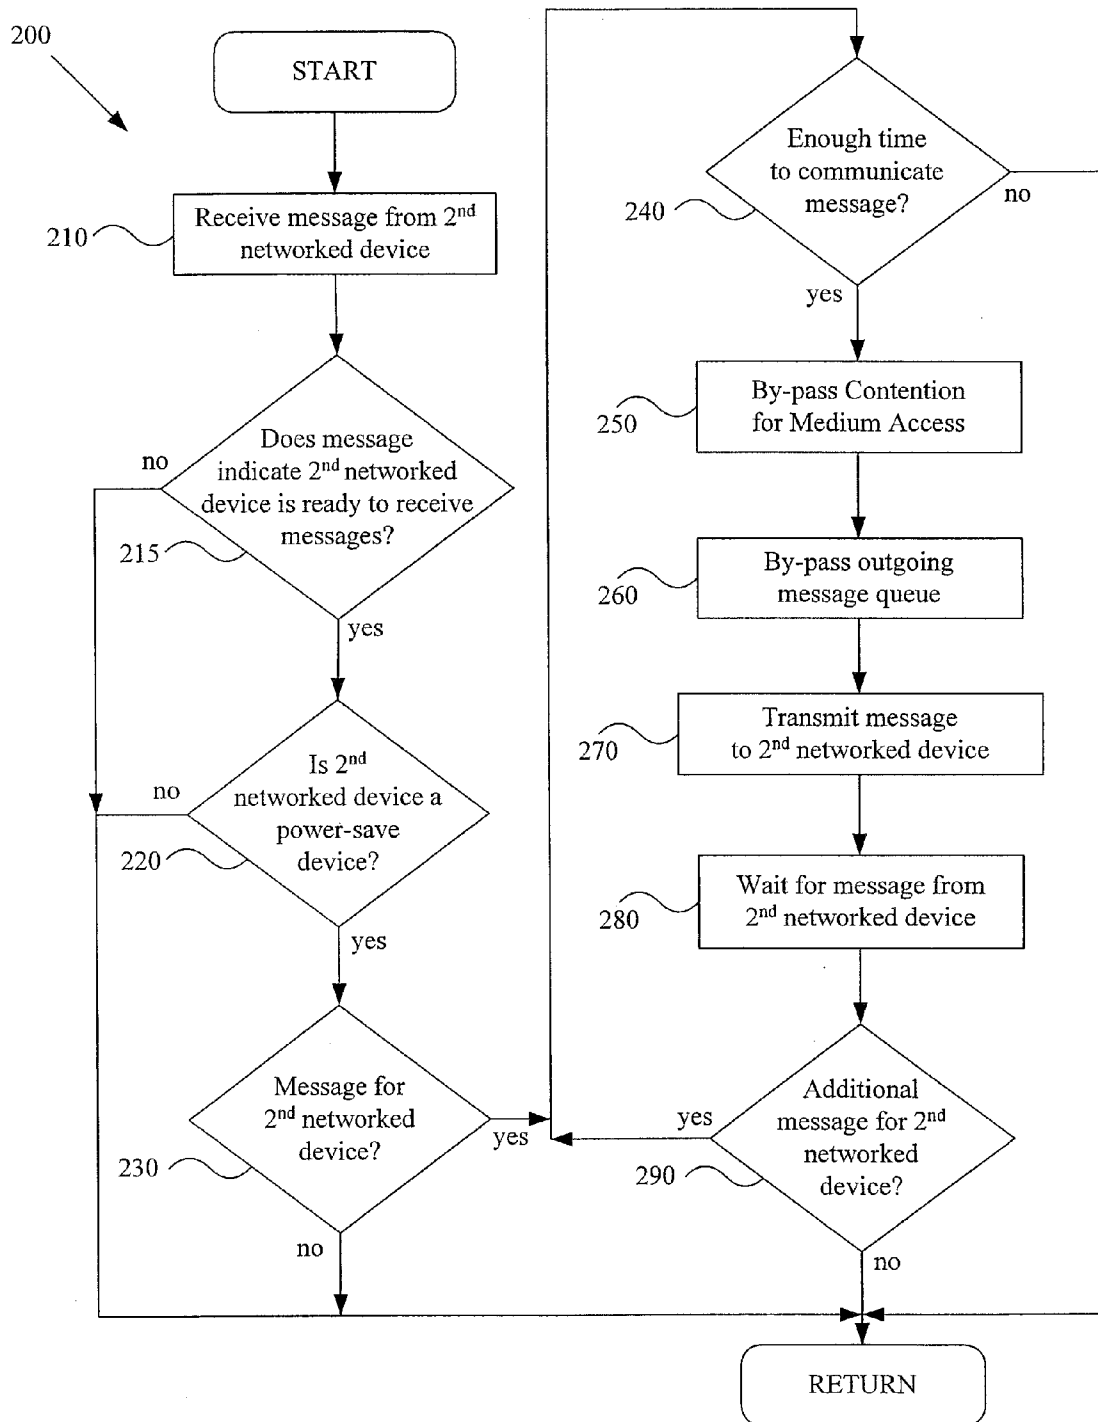 200
START
210
Receive message from 2nd
networked device
no
Does message
indicate 2nd networked
device is ready to receive
messages?
215
yes
no
Is 2nd
networked device a
power-save
device?
220
yes
Message for
2nd networked
device?
230
yes
no
Enough time
to communicate
message?
240
no
yes
By-pass Contention
for Medium Access
250
By-pass outgoing
message queue
260
Transmit message
to 2nd networked device
270
Wait for message from
2nd networked device
280
yes
Additional
message for 2nd
networked
device?
290
no
RETURN